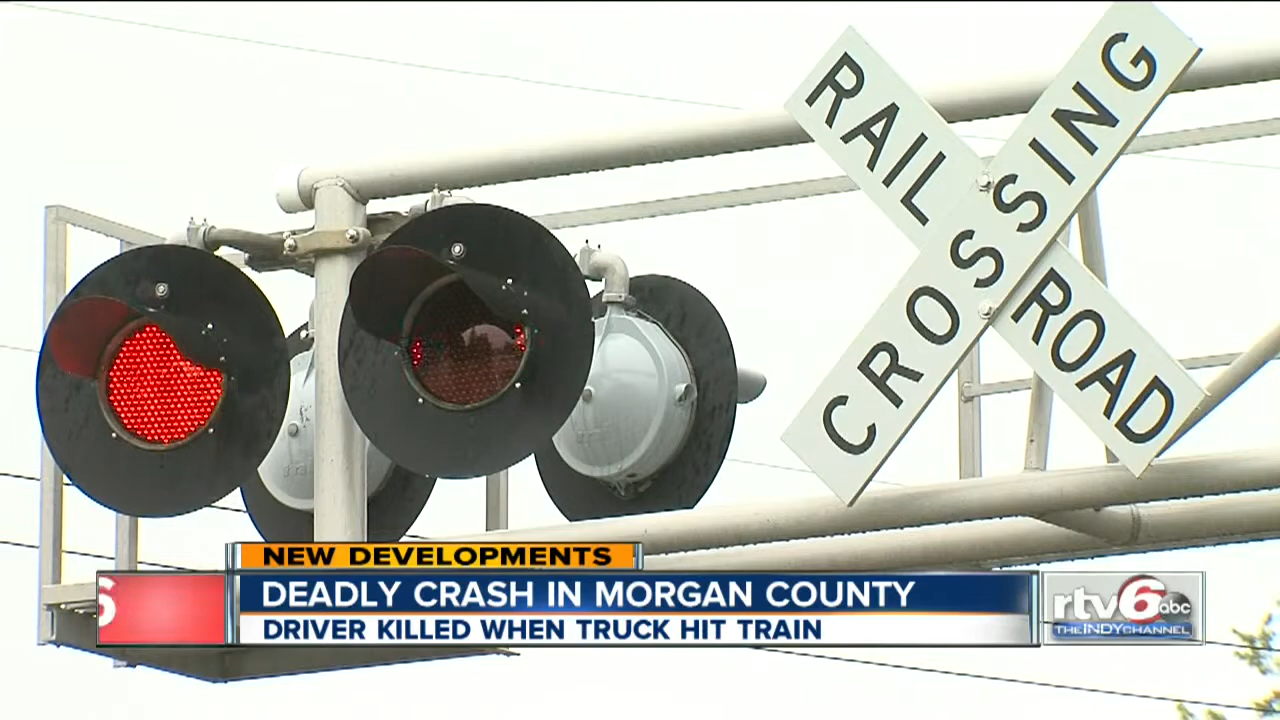 RAIL
CROSSING
ROAD
NEW DEVELOPMENTS
DEADLY CRASH IN MORGAN COUNTY
DRIVER KILLED WHEN TRUCK HIT TRAIN
S
rtv6 abc
THE INDY CHANNEL